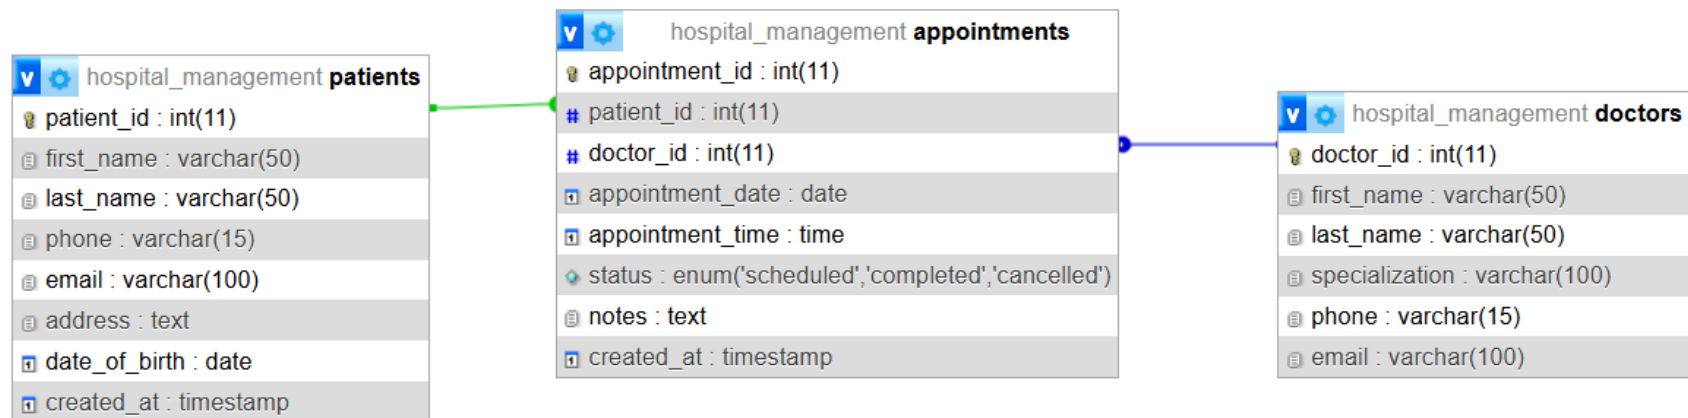 hospital_management patients
patient_id : int(11)
first_name : varchar(50)
last_name : varchar(50)
phone : varchar(15)
email : varchar(100)
address : text
date_of_birth : date
created_at : timestamp
v hospital_management appointments
appointment_id : int(11)
# patient_id : int(11)
# doctor_id : int(11)
appointment_date : date
appointment_time : time
status : enum('scheduled','completed','cancelled')
notes : text
created_at : timestamp
v hospital_management doctors
doctor_id : int(11)
first_name : varchar(50)
last_name : varchar(50)
specialization : varchar(100)
phone : varchar(15)
email : varchar(100)